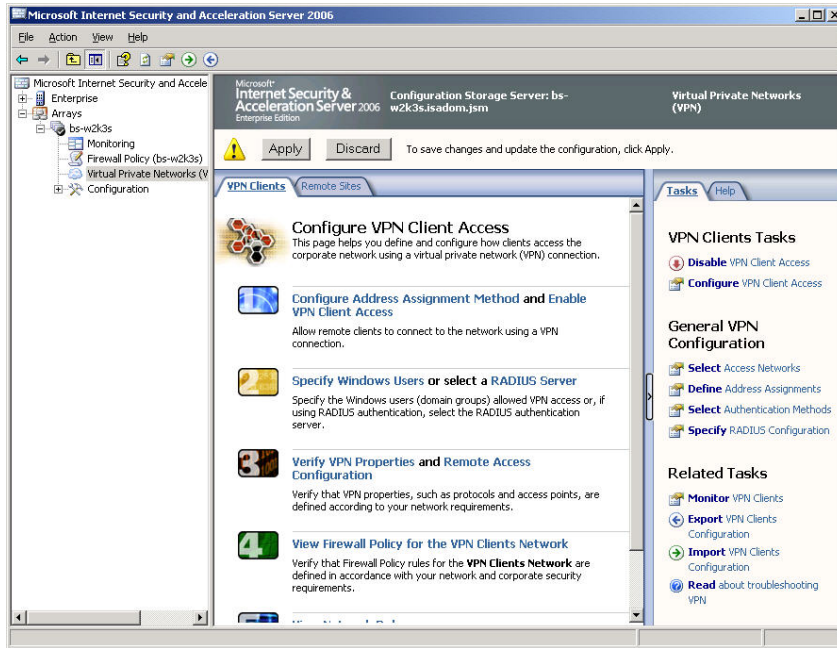 Microsoft Internet Security and Acceleration Server 2006
File Action View Help
Microsoft Internet Security and Accele
Enterprise
Arrays
bs-w2k3s
Monitoring
Firewall Policy (bs-w2k3s)
Virtual Private Networks (V
Configuration
Microsoft
Internet Security &
Acceleration Server 2006
Enterprise Edition
Configuration Storage Server: bs-
w2k3s.isadom.jsm
Virtual Private Networks
(VPN)
Apply Discard To save changes and update the configuration, click Apply.
VPN Clients Remote Sites
Configure VPN Client Access
This page helps you define and configure how clients access the
corporate network using a virtual private network (VPN) connection.
1
Configure Address Assignment Method and Enable
VPN Client Access
Allow remote clients to connect to the network using a VPN
connection.
2
Specify Windows Users or select a RADIUS Server
Specify the Windows users (domain groups) allowed VPN access or, if
using RADIUS authentication, select the RADIUS authentication
server.
3
Verify VPN Properties and Remote Access
Configuration
Verify that VPN properties, such as protocols and access points, are
defined according to your network requirements.
4
View Firewall Policy for the VPN Clients Network
Verify that Firewall Policy rules for the VPN Clients Network are
defined in accordance with your network and corporate security
requirements.
Tasks Help
VPN Clients Tasks
Disable VPN Client Access
Configure VPN Client Access
General VPN
Configuration
Select Access Networks
Define Address Assignments
Select Authentication Methods
Specify RADIUS Configuration
Related Tasks
Monitor VPN Clients
Export VPN Clients
Configuration
Import VPN Clients
Configuration
Read about troubleshooting
VPN